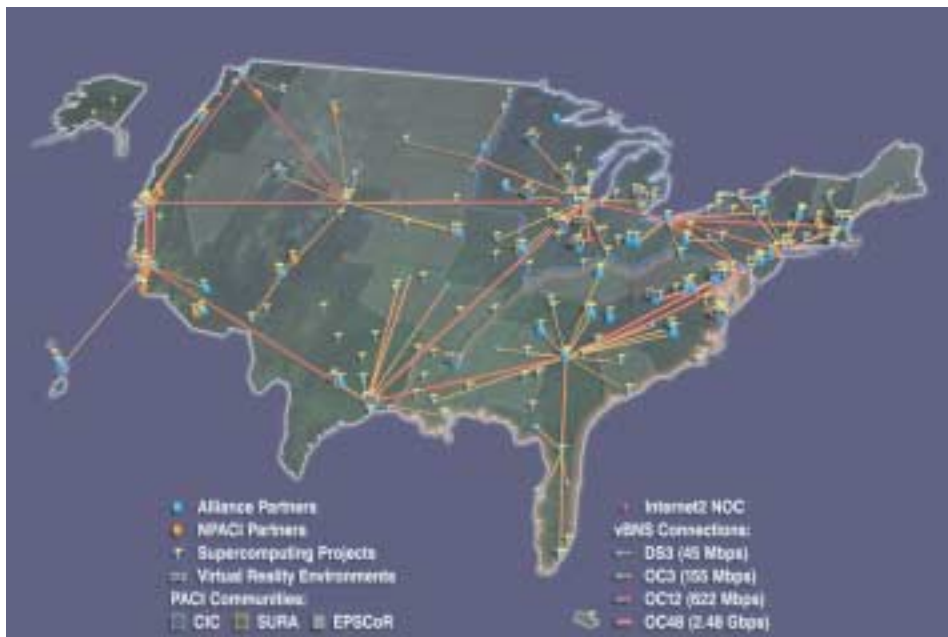 Alliance Partners
NPACI Partners
Supercomputing Projects
Virtual Reality Environments
PACI Communities:
CIC SURA EPSCoR
Internet2 NOC
vBNS Connections:
DS3 (45 Mbps)
OC3 (155 Mbps)
OC12 (622 Mbps)
OC48 (2.48 Gbps)